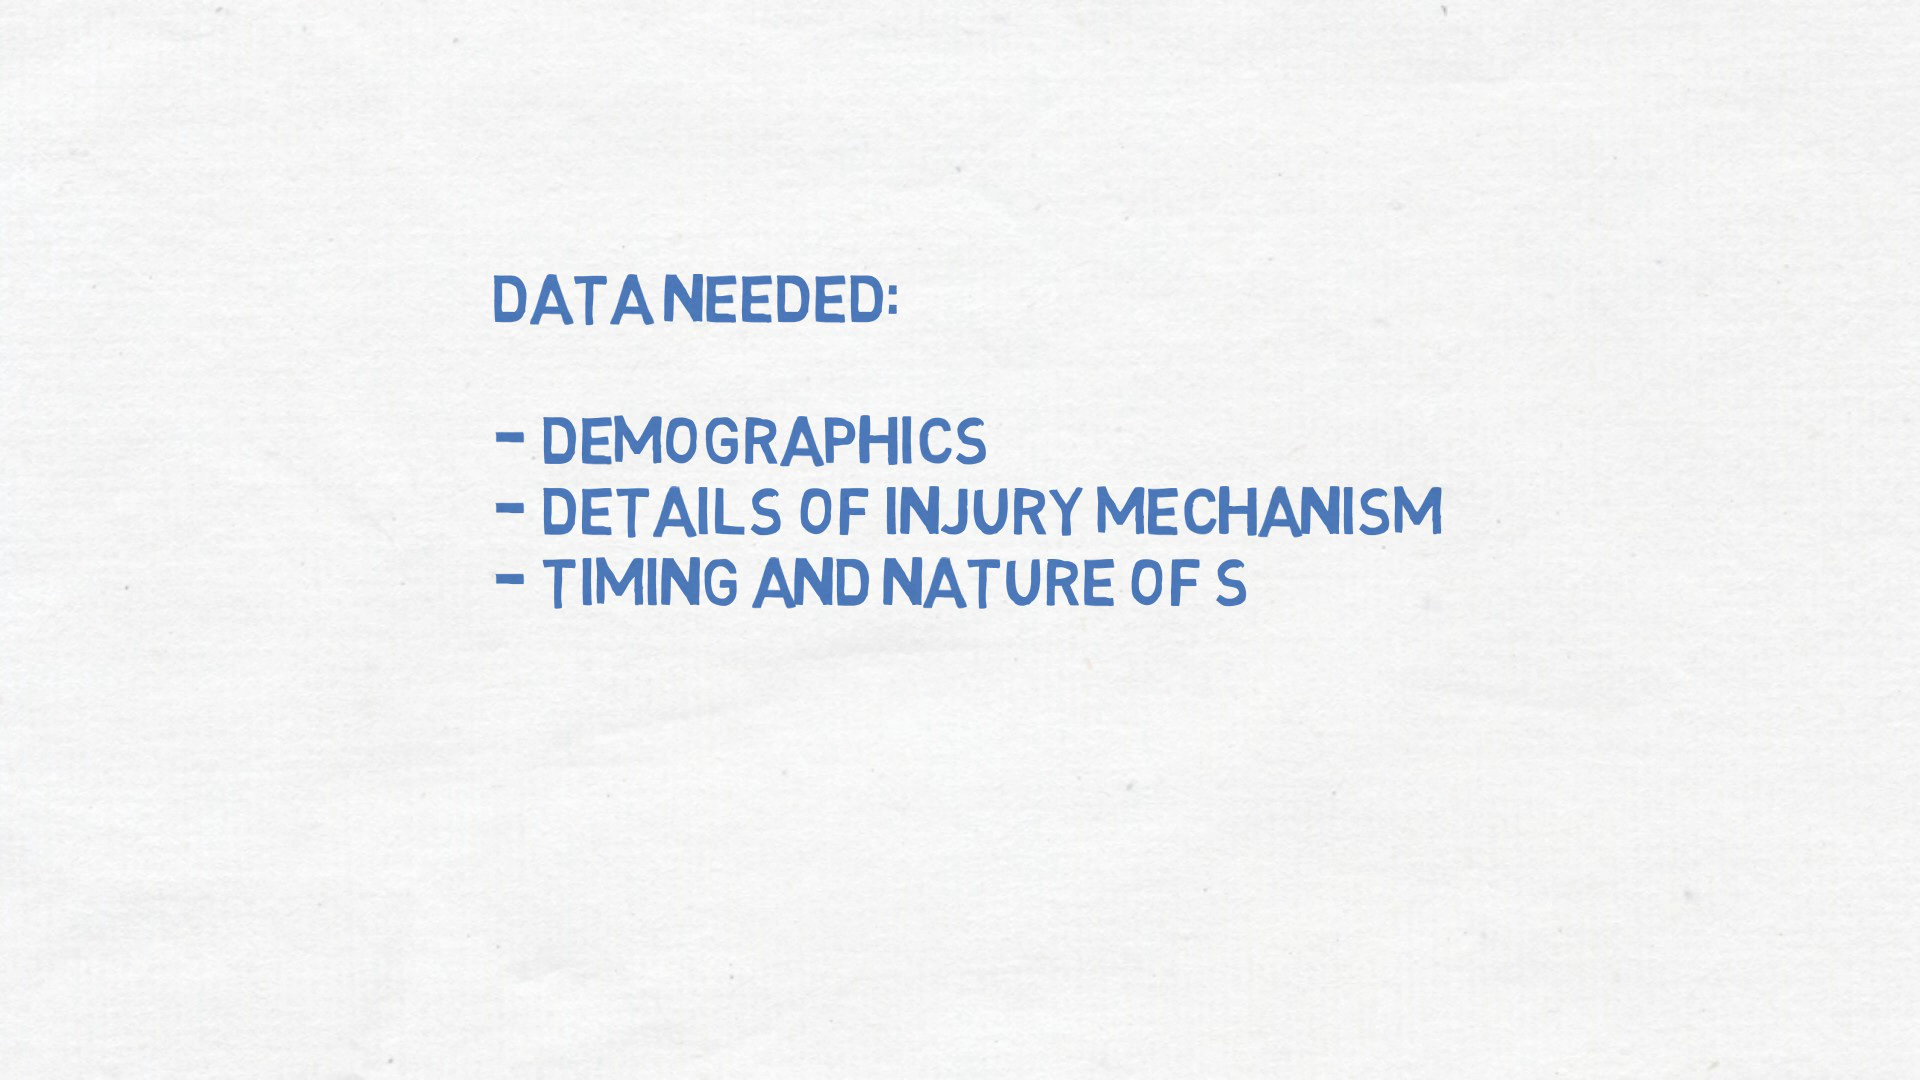 DATA NEEDED:
- DEMOGRAPHICS
- DETAILS OF INJURY MECHANISM
- TIMING AND NATURE OF S